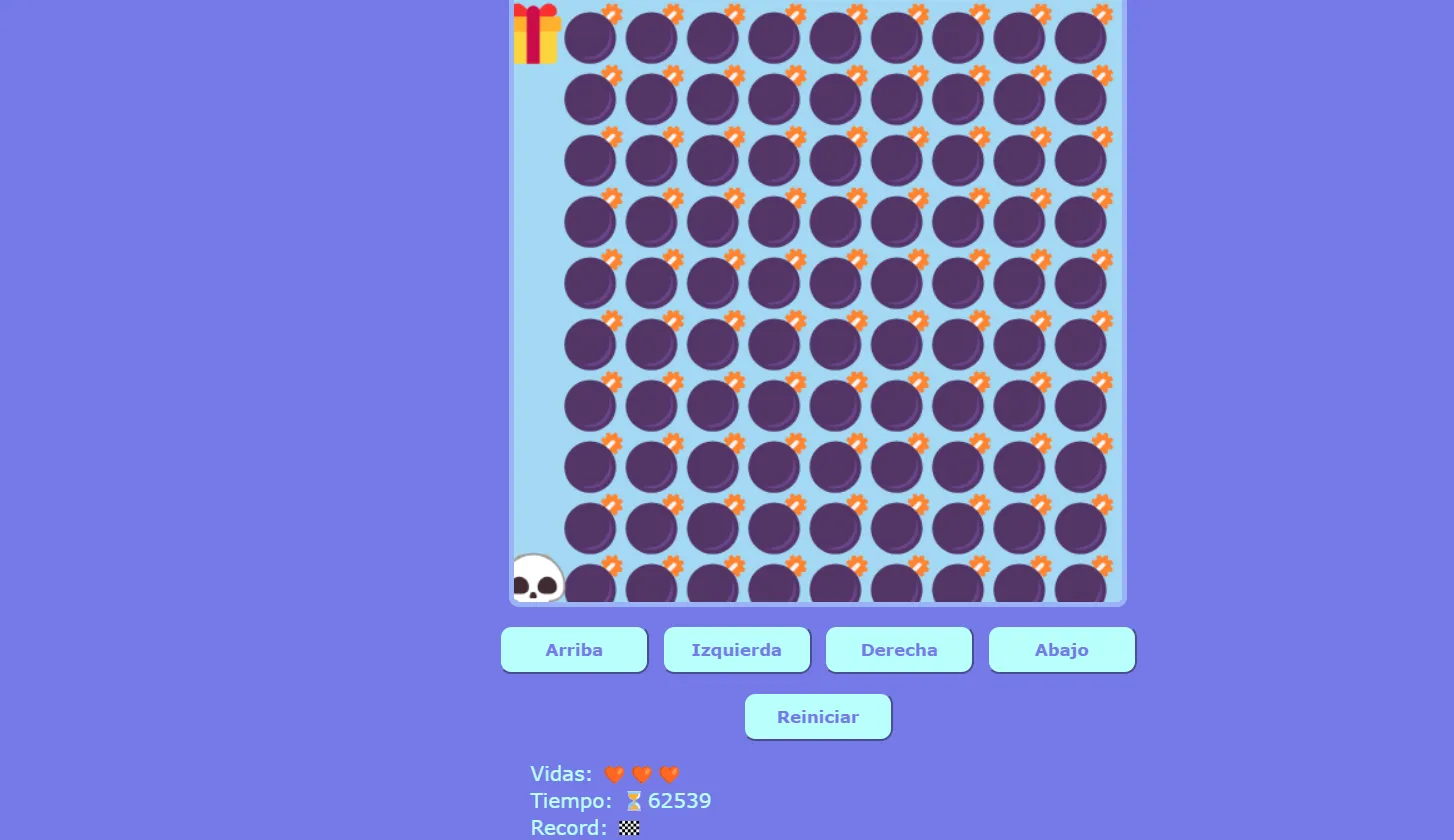 Arriba Izquierda Derecha Abajo
Reiniciar
Vidas:
Tiempo: 62539
Record: